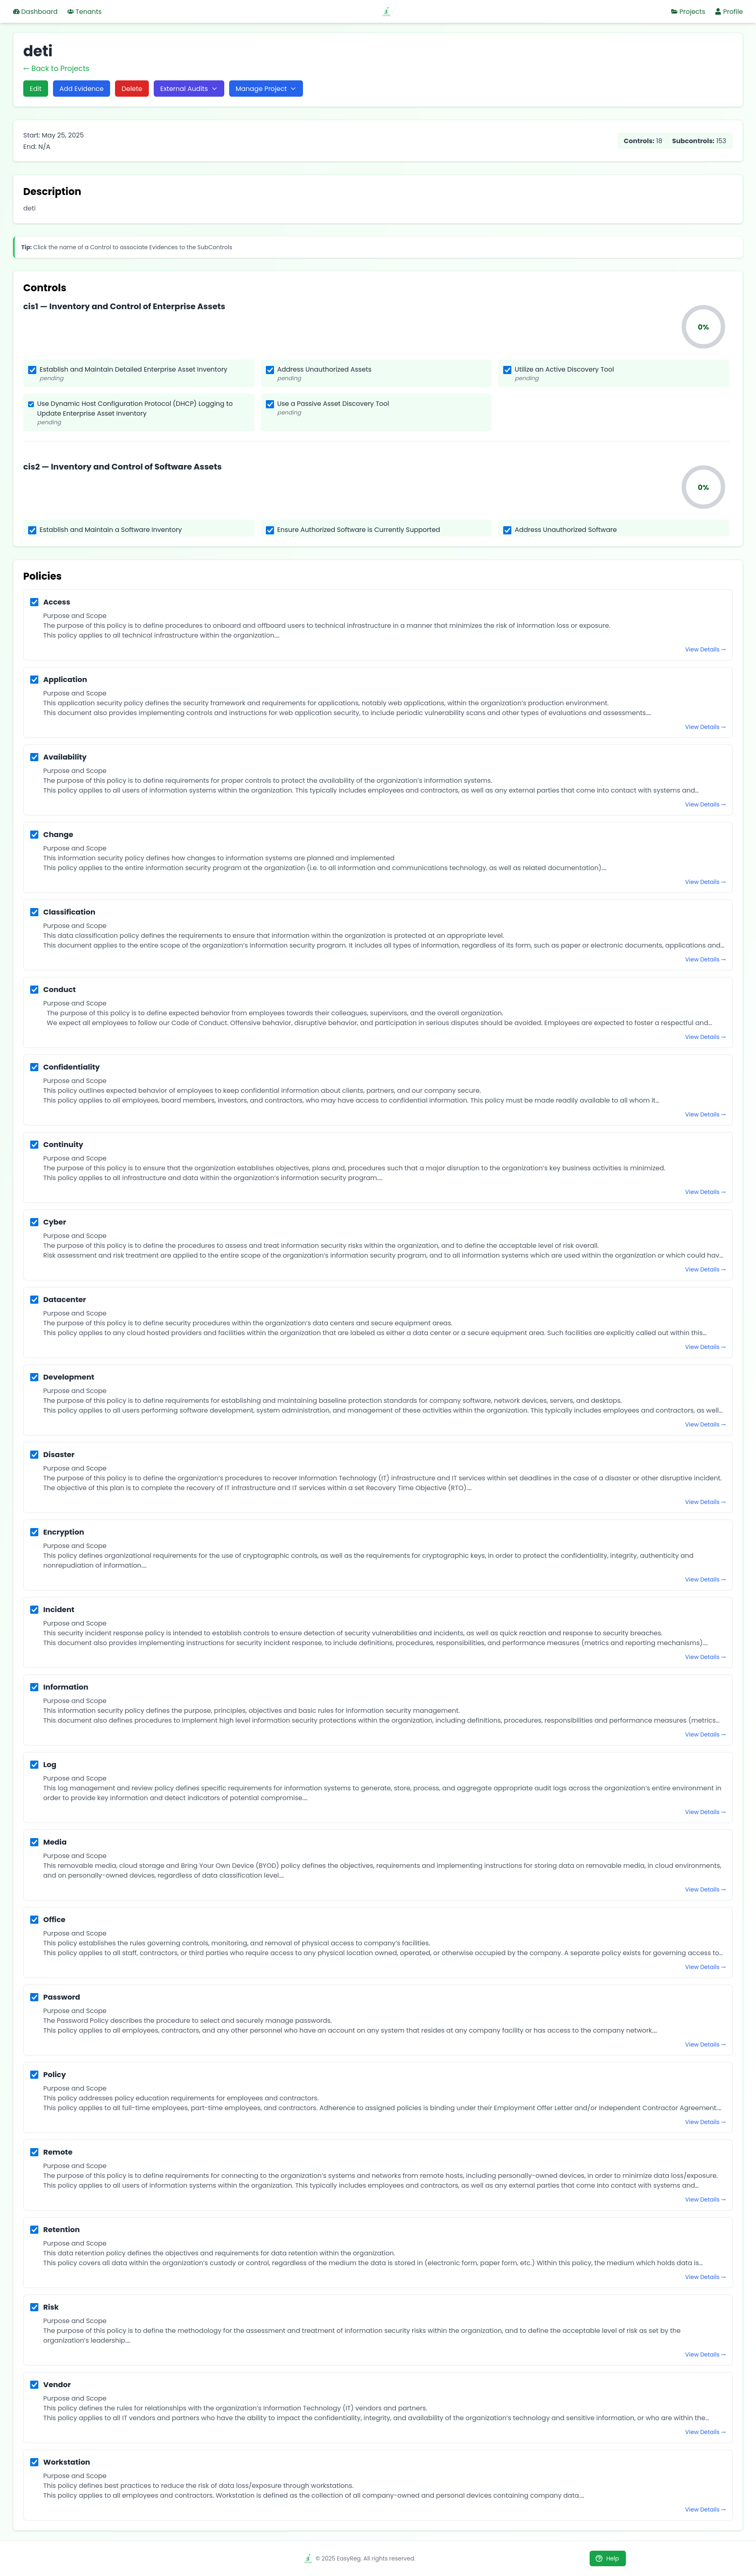 Dashboard Tenants Projects Profile
deti
← Back to Projects
Edit Add Evidence Delete External Audits Manage Project
Start: May 25, 2025
End: N/A
Controls: 18 Subcontrols: 153
Description
deti
Tip: Click the name of a Control to associate Evidences to the SubControls
Controls
cis1 — Inventory and Control of Enterprise Assets
0%
Establish and Maintain Detailed Enterprise Asset Inventory
pending
Address Unauthorized Assets
pending
Utilize an Active Discovery Tool
pending
Use Dynamic Host Configuration Protocol (DHCP) Logging to
Update Enterprise Asset Inventory
pending
Use a Passive Asset Discovery Tool
pending
cis2 — Inventory and Control of Software Assets
0%
Establish and Maintain a Software Inventory
Ensure Authorized Software is Currently Supported
Address Unauthorized Software
Policies
Access
Purpose and Scope
The purpose of this policy is to define procedures to onboard and offboard users to technical infrastructure in a manner that minimizes the risk of information loss or exposure.
This policy applies to all technical infrastructure within the organization....
View Details →
Application
Purpose and Scope
This application security policy defines the security framework and requirements for applications, notably web applications, within the organization's production environment.
This document also provides implementing controls and instructions for web application security, to include periodic vulnerability scans and other types of evaluations and assessments....
View Details →
Availability
Purpose and Scope
The purpose of this policy is to define requirements for proper controls to protect the availability of the organization's information systems.
This policy applies to all users of information systems within the organization. This typically includes employees and contractors, as well as any external parties that come into contact with systems and...
View Details →
Change
Purpose and Scope
This information security policy defines how changes to information systems are planned and implemented
This policy applies to the entire information security program at the organization (i.e. to all information and communications technology, as well as related documentation)....
View Details →
Classification
Purpose and Scope
This data classification policy defines the requirements to ensure that information within the organization is protected at an appropriate level.
This document applies to the entire scope of the organization's information security program. It includes all types of information, regardless of its form, such as paper or electronic documents, applications and...
View Details →
Conduct
Purpose and Scope
The purpose of this policy is to define expected behavior from employees towards their colleagues, supervisors, and the overall organization.
We expect all employees to follow our Code of Conduct. Offensive behavior, disruptive behavior, and participation in serious disputes should be avoided. Employees are expected to foster a respectful and...
View Details →
Confidentiality
Purpose and Scope
This policy outlines expected behavior of employees to keep confidential information about clients, partners, and our company secure.
This policy applies to all employees, board members, investors, and contractors, who may have access to confidential information. This policy must be made readily available to all whom it...
View Details →
Continuity
Purpose and Scope
The purpose of this policy is to ensure that the organization establishes objectives, plans and, procedures such that a major disruption to the organization's key business activities is minimized.
This policy applies to all infrastructure and data within the organization's information security program....
View Details →
Cyber
Purpose and Scope
The purpose of this policy is to define the procedures to assess and treat information security risks within the organization, and to define the acceptable level of risk overall.
Risk assessment and risk treatment are applied to the entire scope of the organization's information security program, and to all information systems which are used within the organization or which could hav...
View Details →
Datacenter
Purpose and Scope
The purpose of this policy is to define security procedures within the organization's data centers and secure equipment areas.
This policy applies to any cloud hosted providers and facilities within the organization that are labeled as either a data center or a secure equipment area. Such facilities are explicitly called out within this...
View Details →
Development
Purpose and Scope
The purpose of this policy is to define requirements for establishing and maintaining baseline protection standards for company software, network devices, servers, and desktops.
This policy applies to all users performing software development, system administration, and management of these activities within the organization. This typically includes employees and contractors, as well...
View Details →
Disaster
Purpose and Scope
The purpose of this policy is to define the organization's procedures to recover Information Technology (IT) infrastructure and IT services within set deadlines in the case of a disaster or other disruptive incident.
The objective of this plan is to complete the recovery of IT infrastructure and IT services within a set Recovery Time Objective (RTO)....
View Details →
Encryption
Purpose and Scope
This policy defines organizational requirements for the use of cryptographic controls, as well as the requirements for cryptographic keys, in order to protect the confidentiality, integrity, authenticity and
nonrepudiation of information....
View Details →
Incident
Purpose and Scope
This security incident response policy is intended to establish controls to ensure detection of security vulnerabilities and incidents, as well as quick reaction and response to security breaches.
This document also provides implementing instructions for security incident response, to include definitions, procedures, responsibilities, and performance measures (metrics and reporting mechanisms)....
View Details →
Information
Purpose and Scope
This information security policy defines the purpose, principles, objectives and basic rules for information security management.
This document also defines procedures to implement high level information security protections within the organization, including definitions, procedures, responsibilities and performance measures (metrics...
View Details →
Log
Purpose and Scope
This log management and review policy defines specific requirements for information systems to generate, store, process, and aggregate appropriate audit logs across the organization's entire environment in
order to provide key information and detect indicators of potential compromise....
View Details →
Media
Purpose and Scope
This removable media, cloud storage and Bring Your Own Device (BYOD) policy defines the objectives, requirements and implementing instructions for storing data on removable media, in cloud environments,
and on personally-owned devices, regardless of data classification level....
View Details →
Office
Purpose and Scope
This policy establishes the rules governing controls, monitoring, and removal of physical access to company's facilities.
This policy applies to all staff, contractors, or third parties who require access to any physical location owned, operated, or otherwise occupied by the company. A separate policy exists for governing access to...
View Details →
Password
Purpose and Scope
The Password Policy describes the procedure to select and securely manage passwords.
This policy applies to all employees, contractors, and any other personnel who have an account on any system that resides at any company facility or has access to the company network....
View Details →
Policy
Purpose and Scope
This policy addresses policy education requirements for employees and contractors.
This policy applies to all full-time employees, part-time employees, and contractors. Adherence to assigned policies is binding under their Employment Offer Letter and/or Independent Contractor Agreement....
View Details →
Remote
Purpose and Scope
The purpose of this policy is to define requirements for connecting to the organization's systems and networks from remote hosts, including personally-owned devices, in order to minimize data loss/exposure.
This policy applies to all users of information systems within the organization. This typically includes employees and contractors, as well as any external parties that come into contact with systems and...
View Details →
Retention
Purpose and Scope
This data retention policy defines the objectives and requirements for data retention within the organization.
This policy covers all data within the organization's custody or control, regardless of the medium the data is stored in (electronic form, paper form, etc.) Within this policy, the medium which holds data is...
View Details →
Risk
Purpose and Scope
The purpose of this policy is to define the methodology for the assessment and treatment of information security risks within the organization, and to define the acceptable level of risk as set by the
organization's leadership....
View Details →
Vendor
Purpose and Scope
This policy defines the rules for relationships with the organization's Information Technology (IT) vendors and partners.
This policy applies to all IT vendors and partners who have the ability to impact the confidentiality, integrity, and availability of the organization's technology and sensitive information, or who are within the...
View Details →
Workstation
Purpose and Scope
This policy defines best practices to reduce the risk of data loss/exposure through workstations.
This policy applies to all employees and contractors. Workstation is defined as the collection of all company-owned and personal devices containing company data....
View Details →
© 2025 EasyReg. All rights reserved.
Help